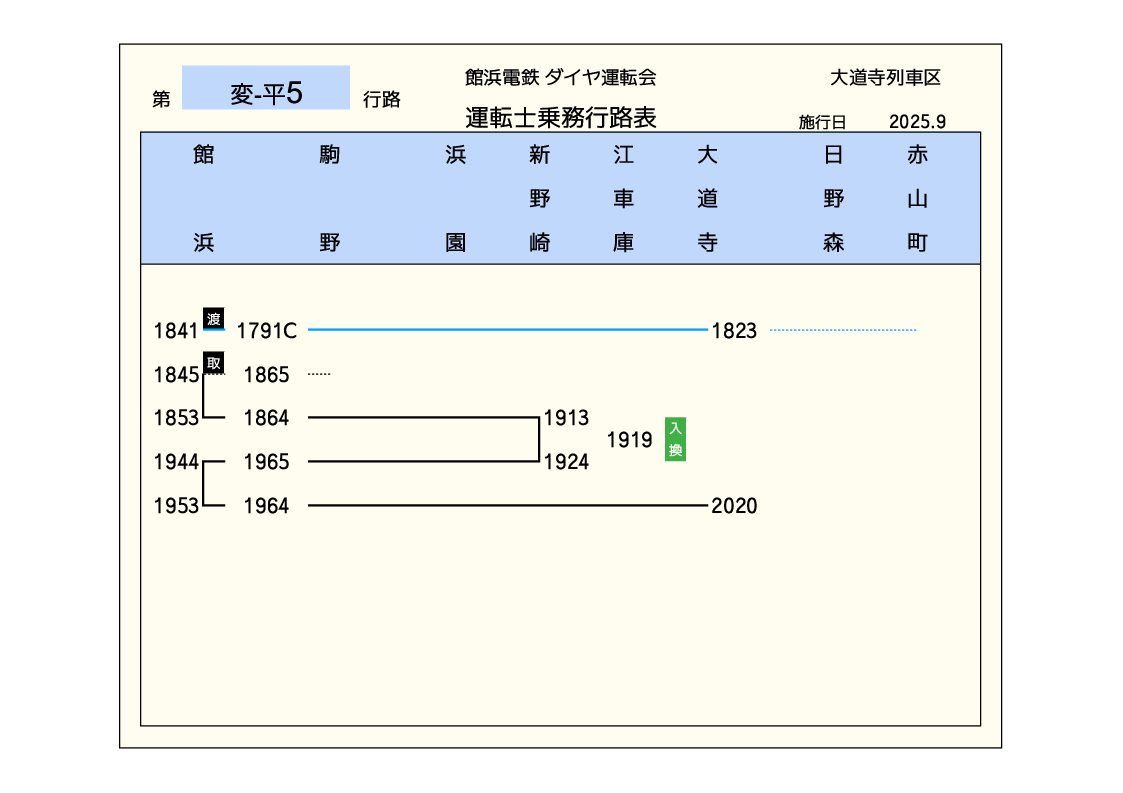 館浜電鉄 ダイヤ運転会
大道寺列車区
第 変-平5 行路
運転士乗務行路表
施行日 2025.9
館浜 駒野 浜園 新野崎 江車庫 大道寺 日野森 赤山町
1841 渡 1791C 1823
1845 取 1865
1853 1864 1913
1919 入換
1944 1965 1924
1953 1964 2020